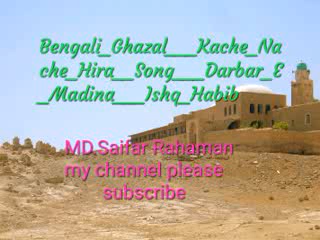 Bengali_Ghazal___Kache_Na
che_Hira__Song___Darbar_E
_Madina___Ishq_Habib
MD Saifar Rahaman
my channel please
subscribe